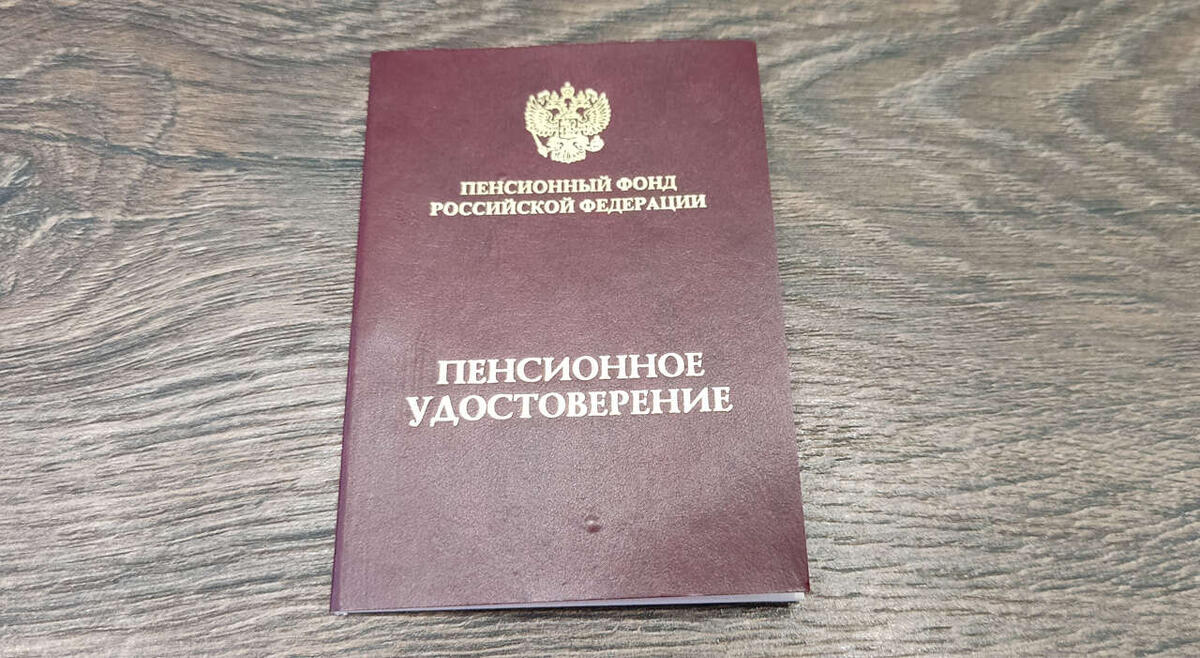 ПЕНСИОННЫЙ ФОНД
РОССИЙСКОЙ ФЕДЕРАЦИИ
ПЕНСИОННОЕ
УДОСТОВЕРЕНИЕ